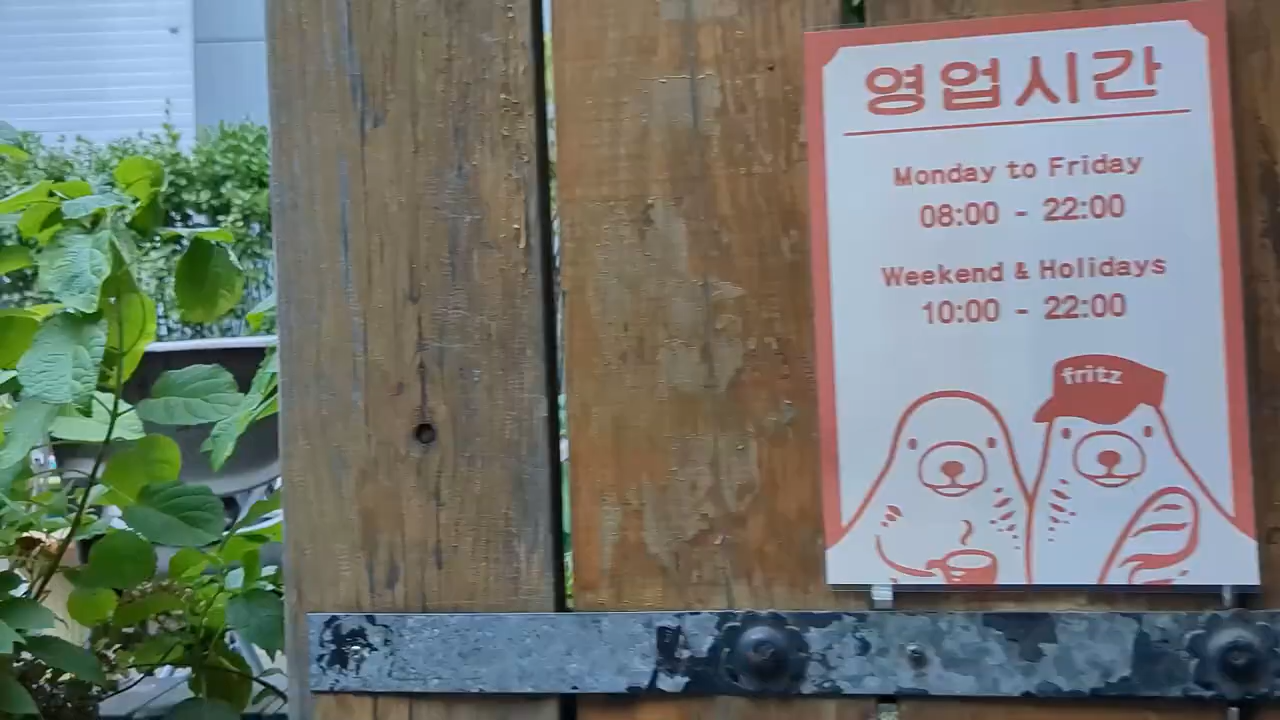 영업시간
Monday to Friday
08:00 - 22:00
Weekend & Holidays
10:00 - 22:00
fritz